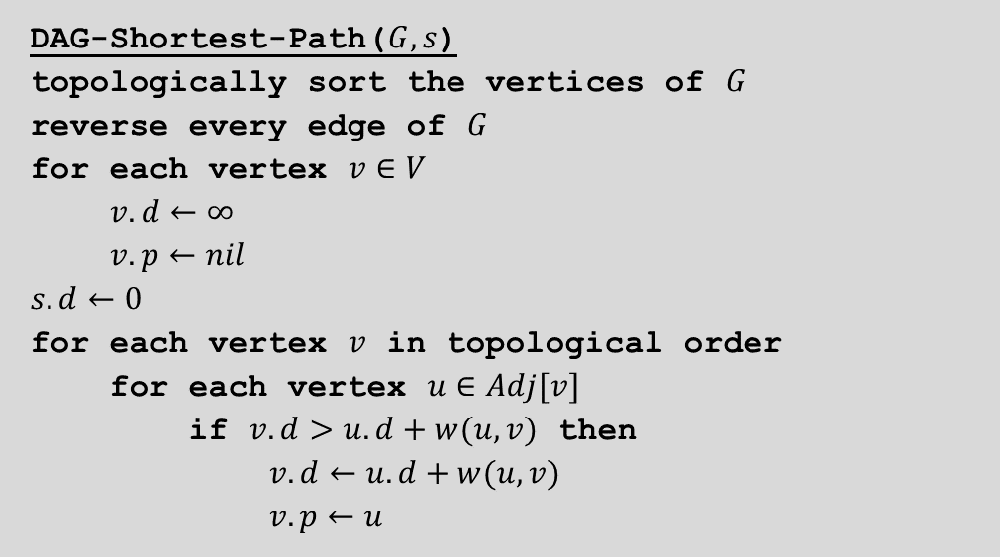 DAG-Shortest-Path(G,s)
topologically sort the vertices of G
reverse every edge of G
for each vertex v ∈ V
v.d ← ∞
v.p ← nil
s.d ← 0
for each vertex v in topological order
for each vertex u ∈ Adj[v]
if v.d > u.d + w(u,v) then
v.d ← u.d + w(u,v)
v.p ← u